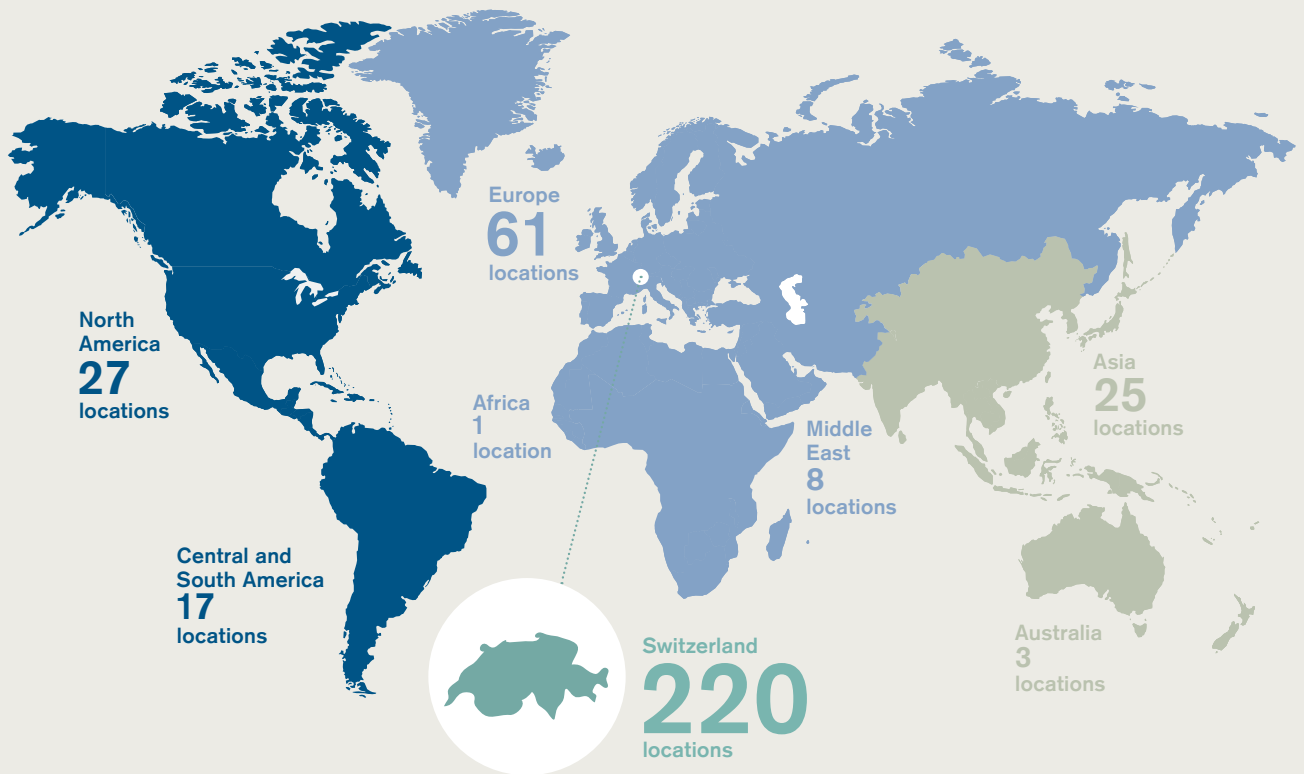 Europe
61
locations
North
America
27
locations
Asia
25
locations
Africa
1
location
Middle
East
8
locations
Central and
South America
17
locations
Australia
3
locations
Switzerland
220
locations